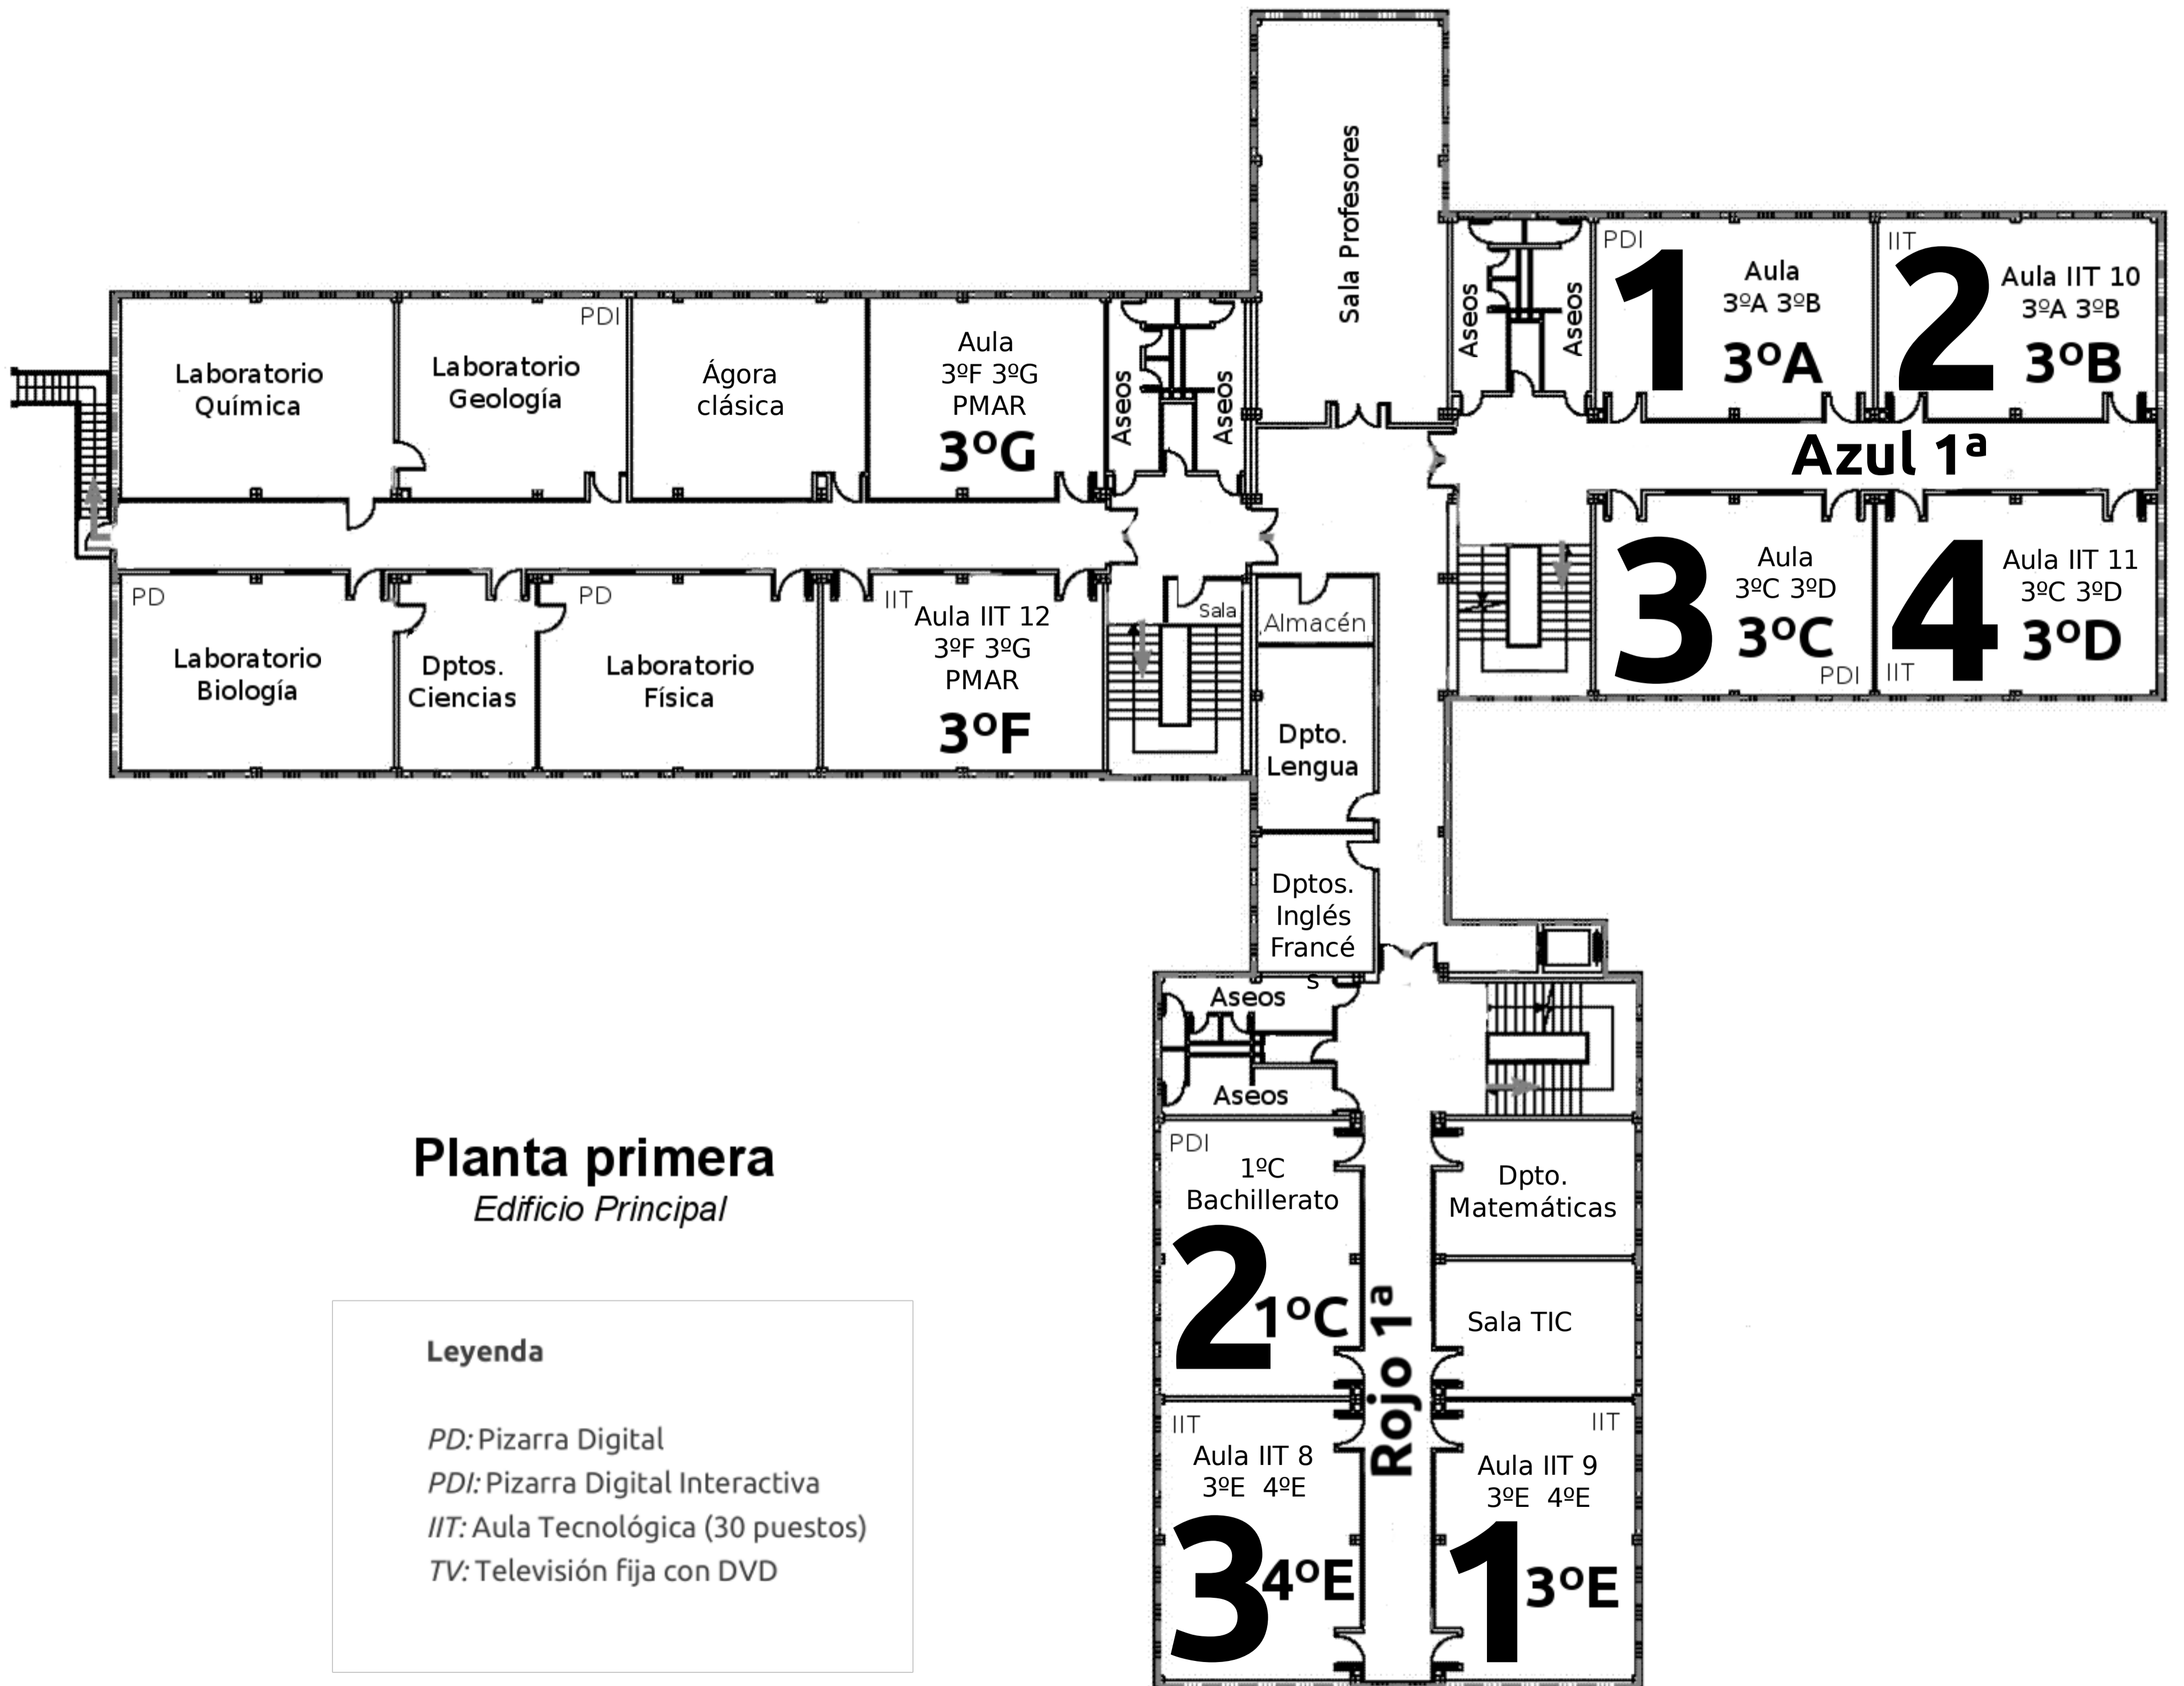 Sala Profesores
Aseos
Aseos
PDI
1
Aula
3ºA 3ºB
3ºA
IIT
2
Aula IIT 10
3ºA 3ºB
3ºB
Azul 1ª
3
Aula
3ºC 3ºD
3ºC
PDI
4
Aula IIT 11
3ºC 3ºD
3ºD
IIT
Laboratorio
Química
PDI
Laboratorio
Geología
Ágora
clásica
Aula
3ºF 3ºG
PMAR
3ºG
Aseos
Aseos
PD
Laboratorio
Biología
Dptos.
Ciencias
PD
Laboratorio
Física
IIT
Aula IIT 12
3ºF 3ºG
PMAR
3ºF
Sala
Almacén
Dpto.
Lengua
Dptos.
Inglés
Francé
s
Aseos
Aseos
PDI
1ºC
Bachillerato
2
1ºC
Dpto.
Matemáticas
Sala TIC
Rojo 1ª
IIT
Aula IIT 8
3ºE 4ºE
3
4ºE
IIT
Aula IIT 9
3ºE 4ºE
1
3ºE
Planta primera
Edificio Principal
Leyenda
PD: Pizarra Digital
PDI: Pizarra Digital Interactiva
IIT: Aula Tecnológica (30 puestos)
TV: Televisión fija con DVD